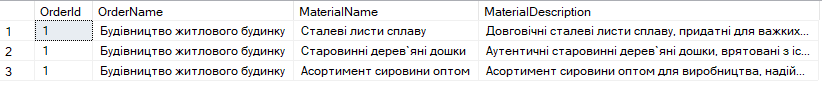 OrderId OrderName MaterialName MaterialDescription
1 1 Будівництво житлового будинку Сталеві листи сплаву Довговічні сталеві листи сплаву, придатні для важких...
2 1 Будівництво житлового будинку Старовинні дерев`яні дошки Аутентичні старовинні дерев`яні дошки, врятовані з іс...
3 1 Будівництво житлового будинку Асортимент сировини оптом Асортимент сировини оптом для виробництва, надій...